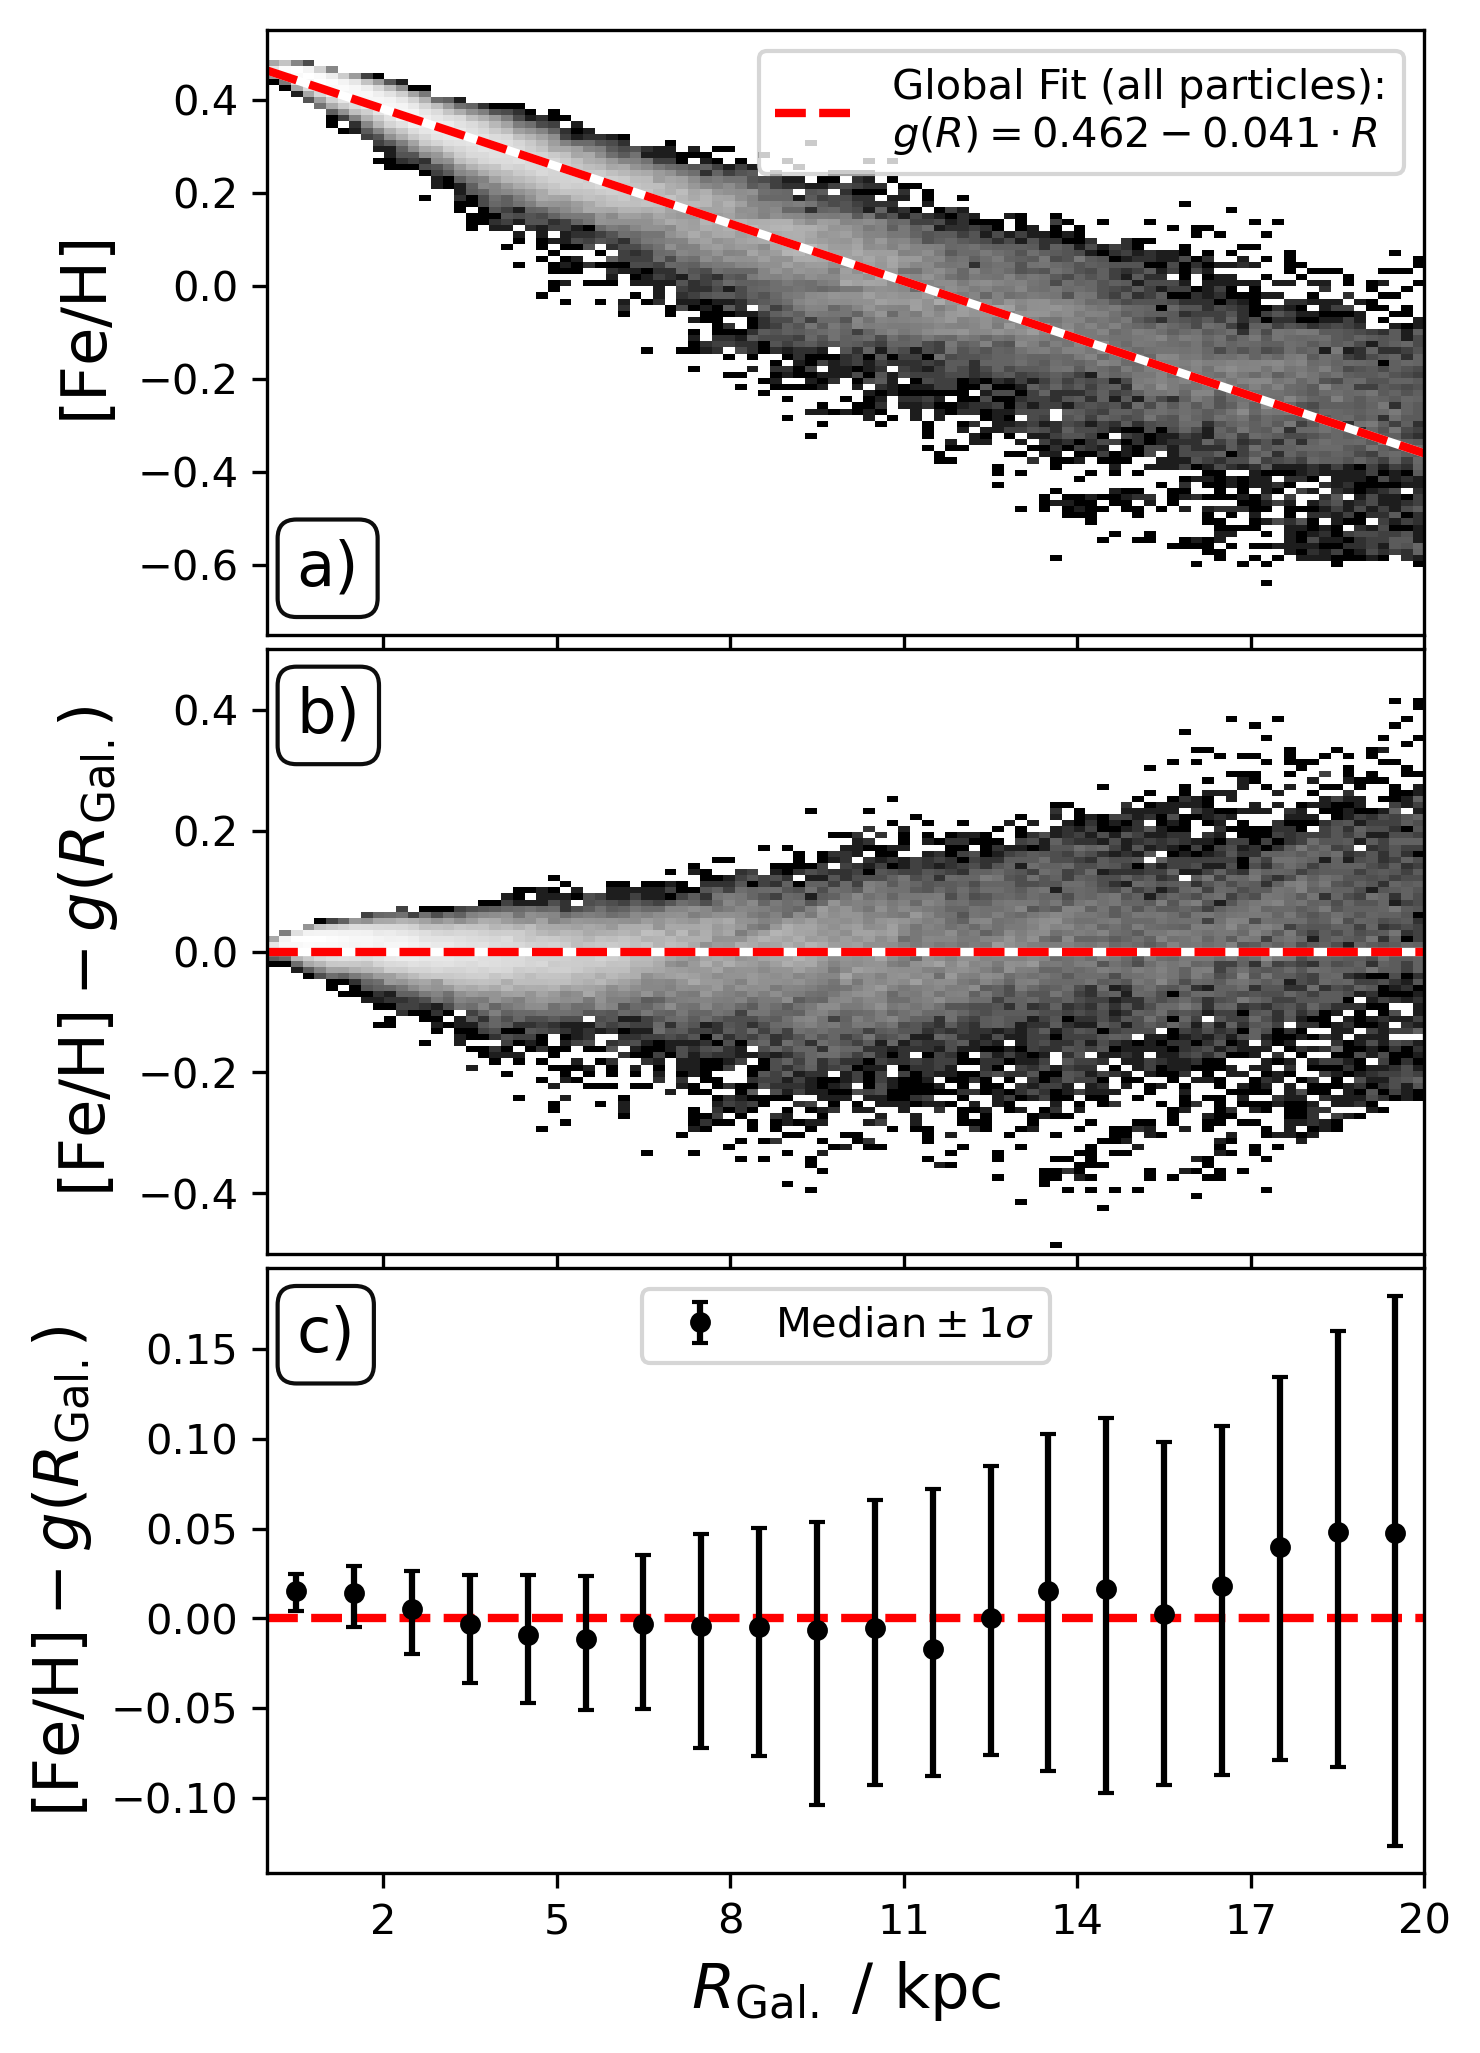 Global Fit (all particles):
g(R) = 0.462 − 0.041 · R
0.4
0.2
0.0
−0.2
−0.4
−0.6
[Fe/H]
a)
b)
0.4
0.2
0.0
−0.2
−0.4
[Fe/H] − g(R_Gal.)
c)
Median ± 1σ
0.15
0.10
0.05
0.00
−0.05
−0.10
[Fe/H] − g(R_Gal.)
2 5 8 11 14 17 20
R_Gal. / kpc